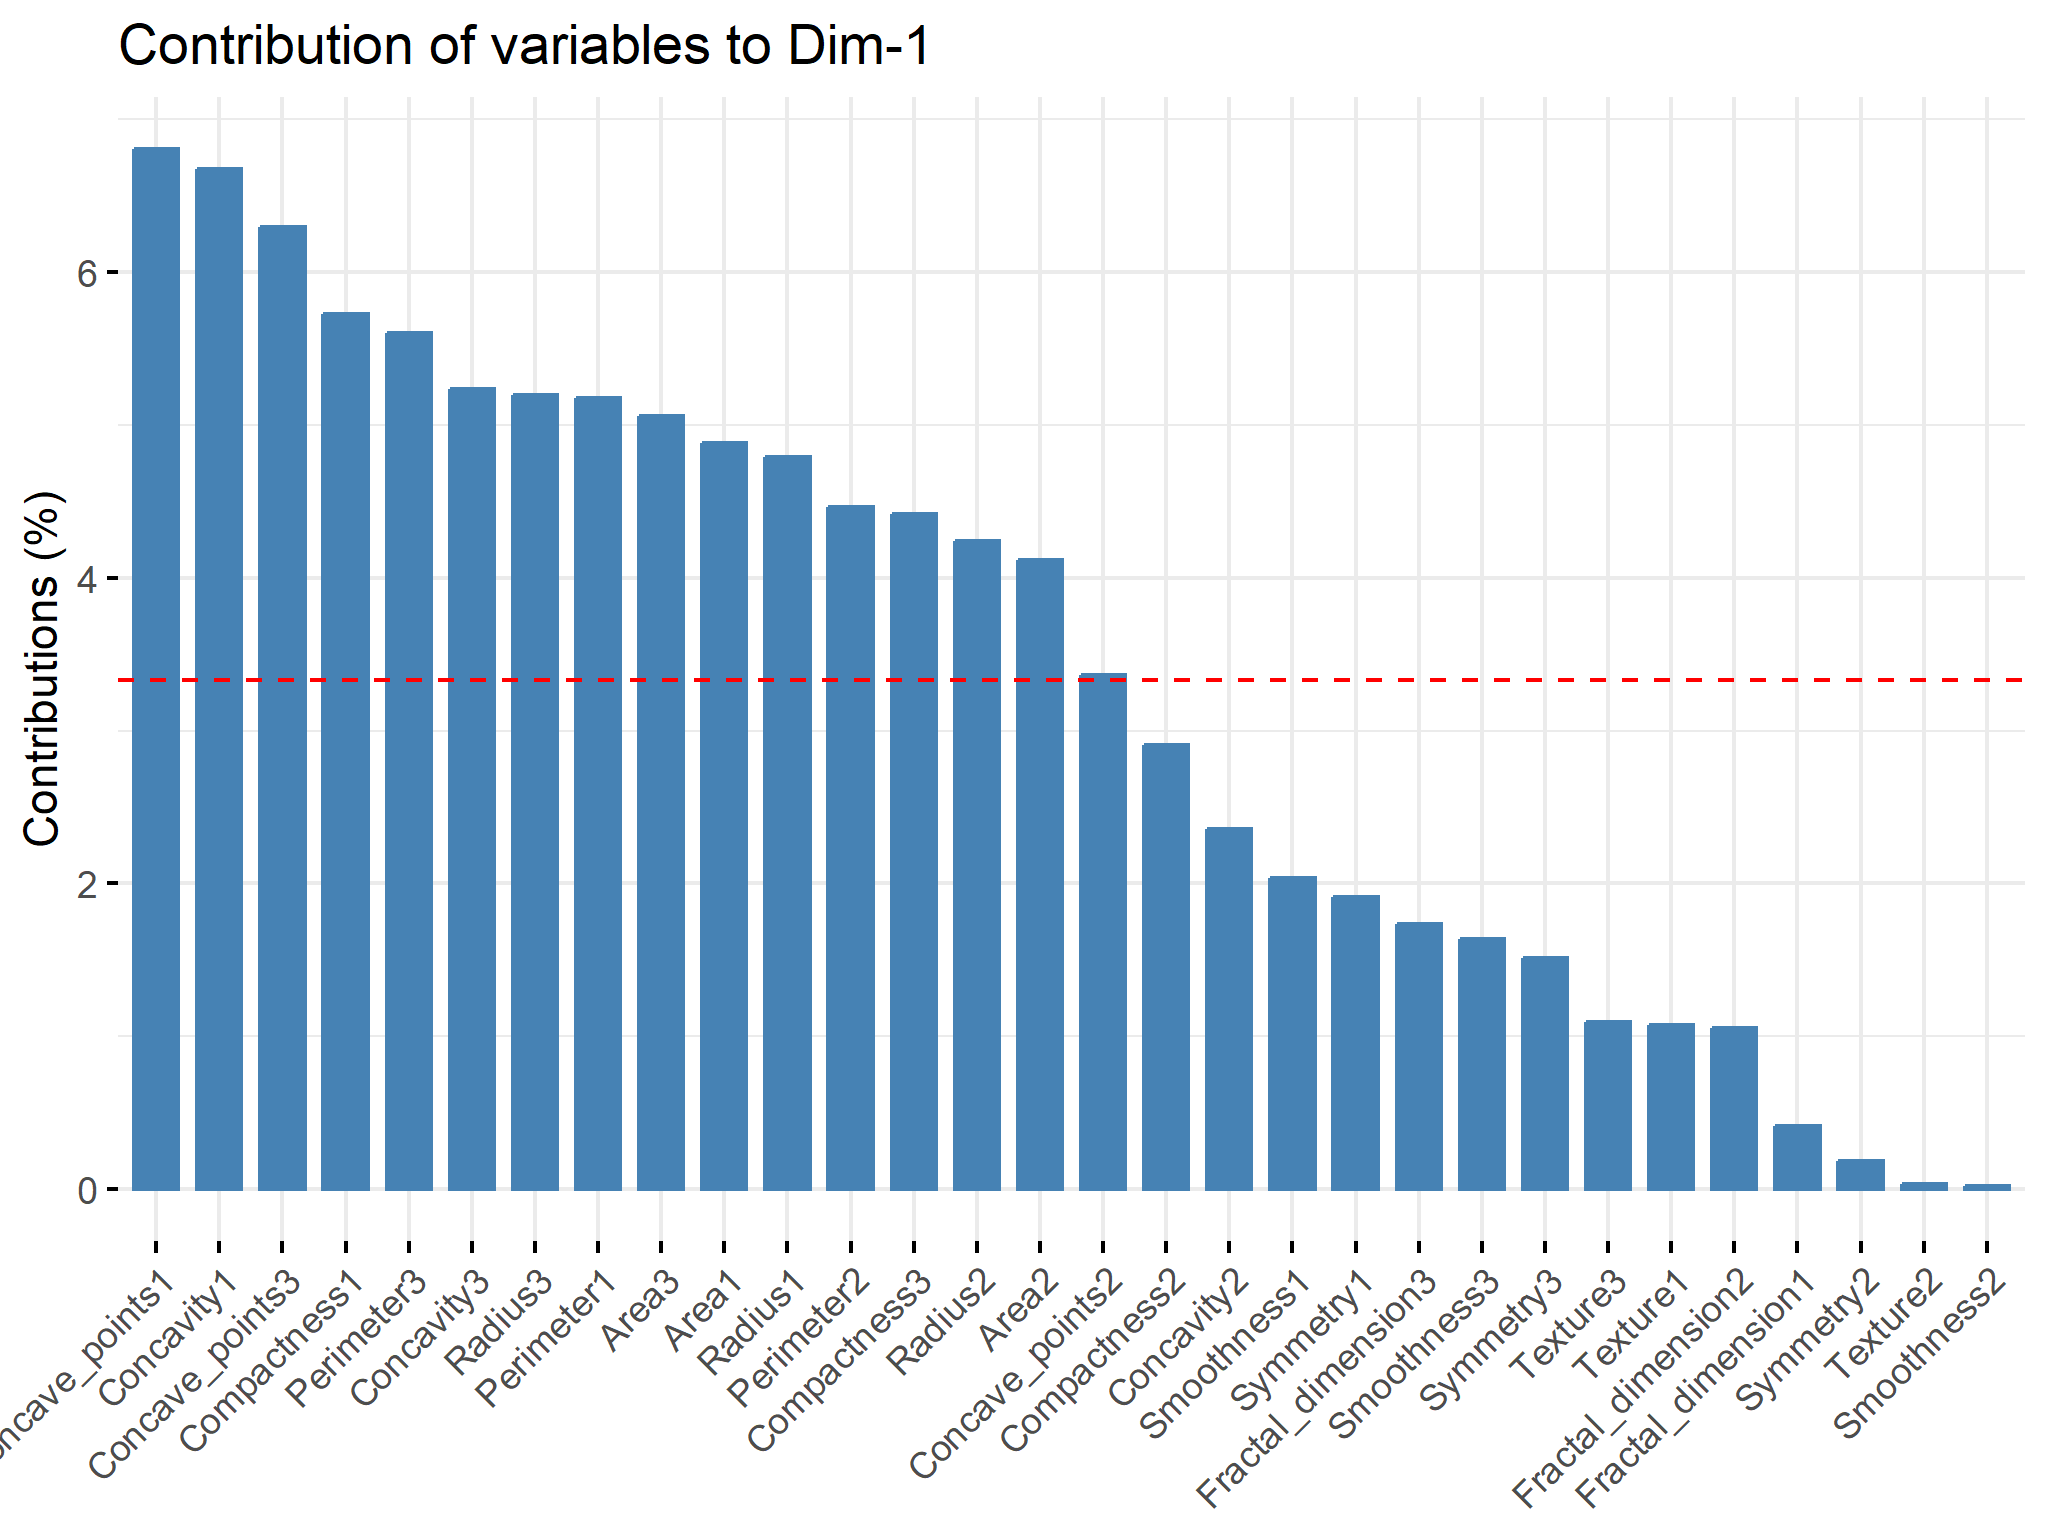 Contribution of variables to Dim-1
Contributions (%)
6
4
2
0
oncave_points1
Concavity1
Concave_points3
Compactness1
Perimeter3
Concavity3
Radius3
Perimeter1
Area3
Area1
Radius1
Perimeter2
Compactness3
Radius2
Area2
Concave_points2
Compactness2
Concavity2
Smoothness1
Symmetry1
Fractal_dimension3
Smoothness3
Symmetry3
Texture3
Texture1
Fractal_dimension2
Fractal_dimension1
Symmetry2
Texture2
Smoothness2